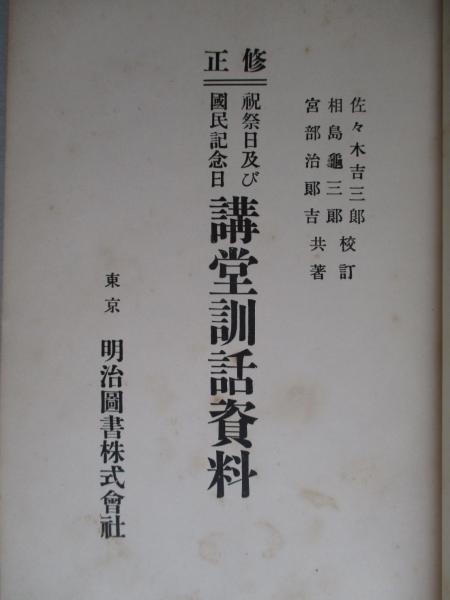 佐々木吉三郎 校訂
相島龜三郎
宮部治郎吉 共著
修正
祝祭日及び
國民記念日
講堂訓話資料
東京
明治圖書株式會社